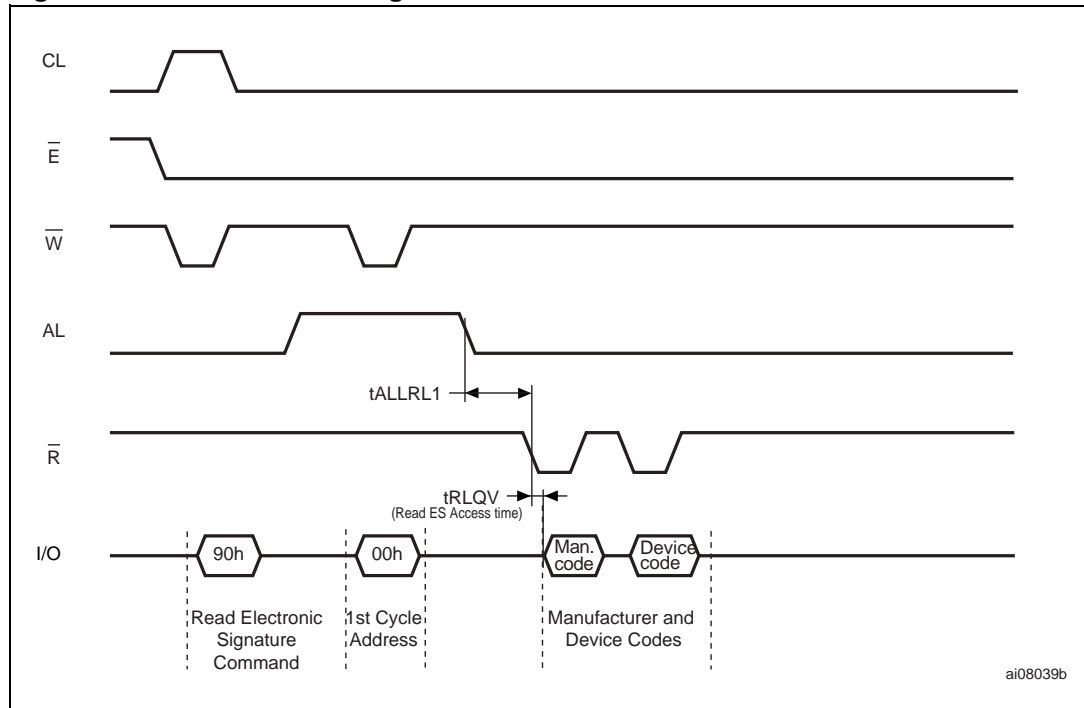 CL
E
W
AL
tALLRL1
R
tRLQV
(Read ES Access time)
I/O
90h
00h
Man.
code
Device
code
Read Electronic
Signature
Command
1st Cycle
Address
Manufacturer and
Device Codes
ai08039b